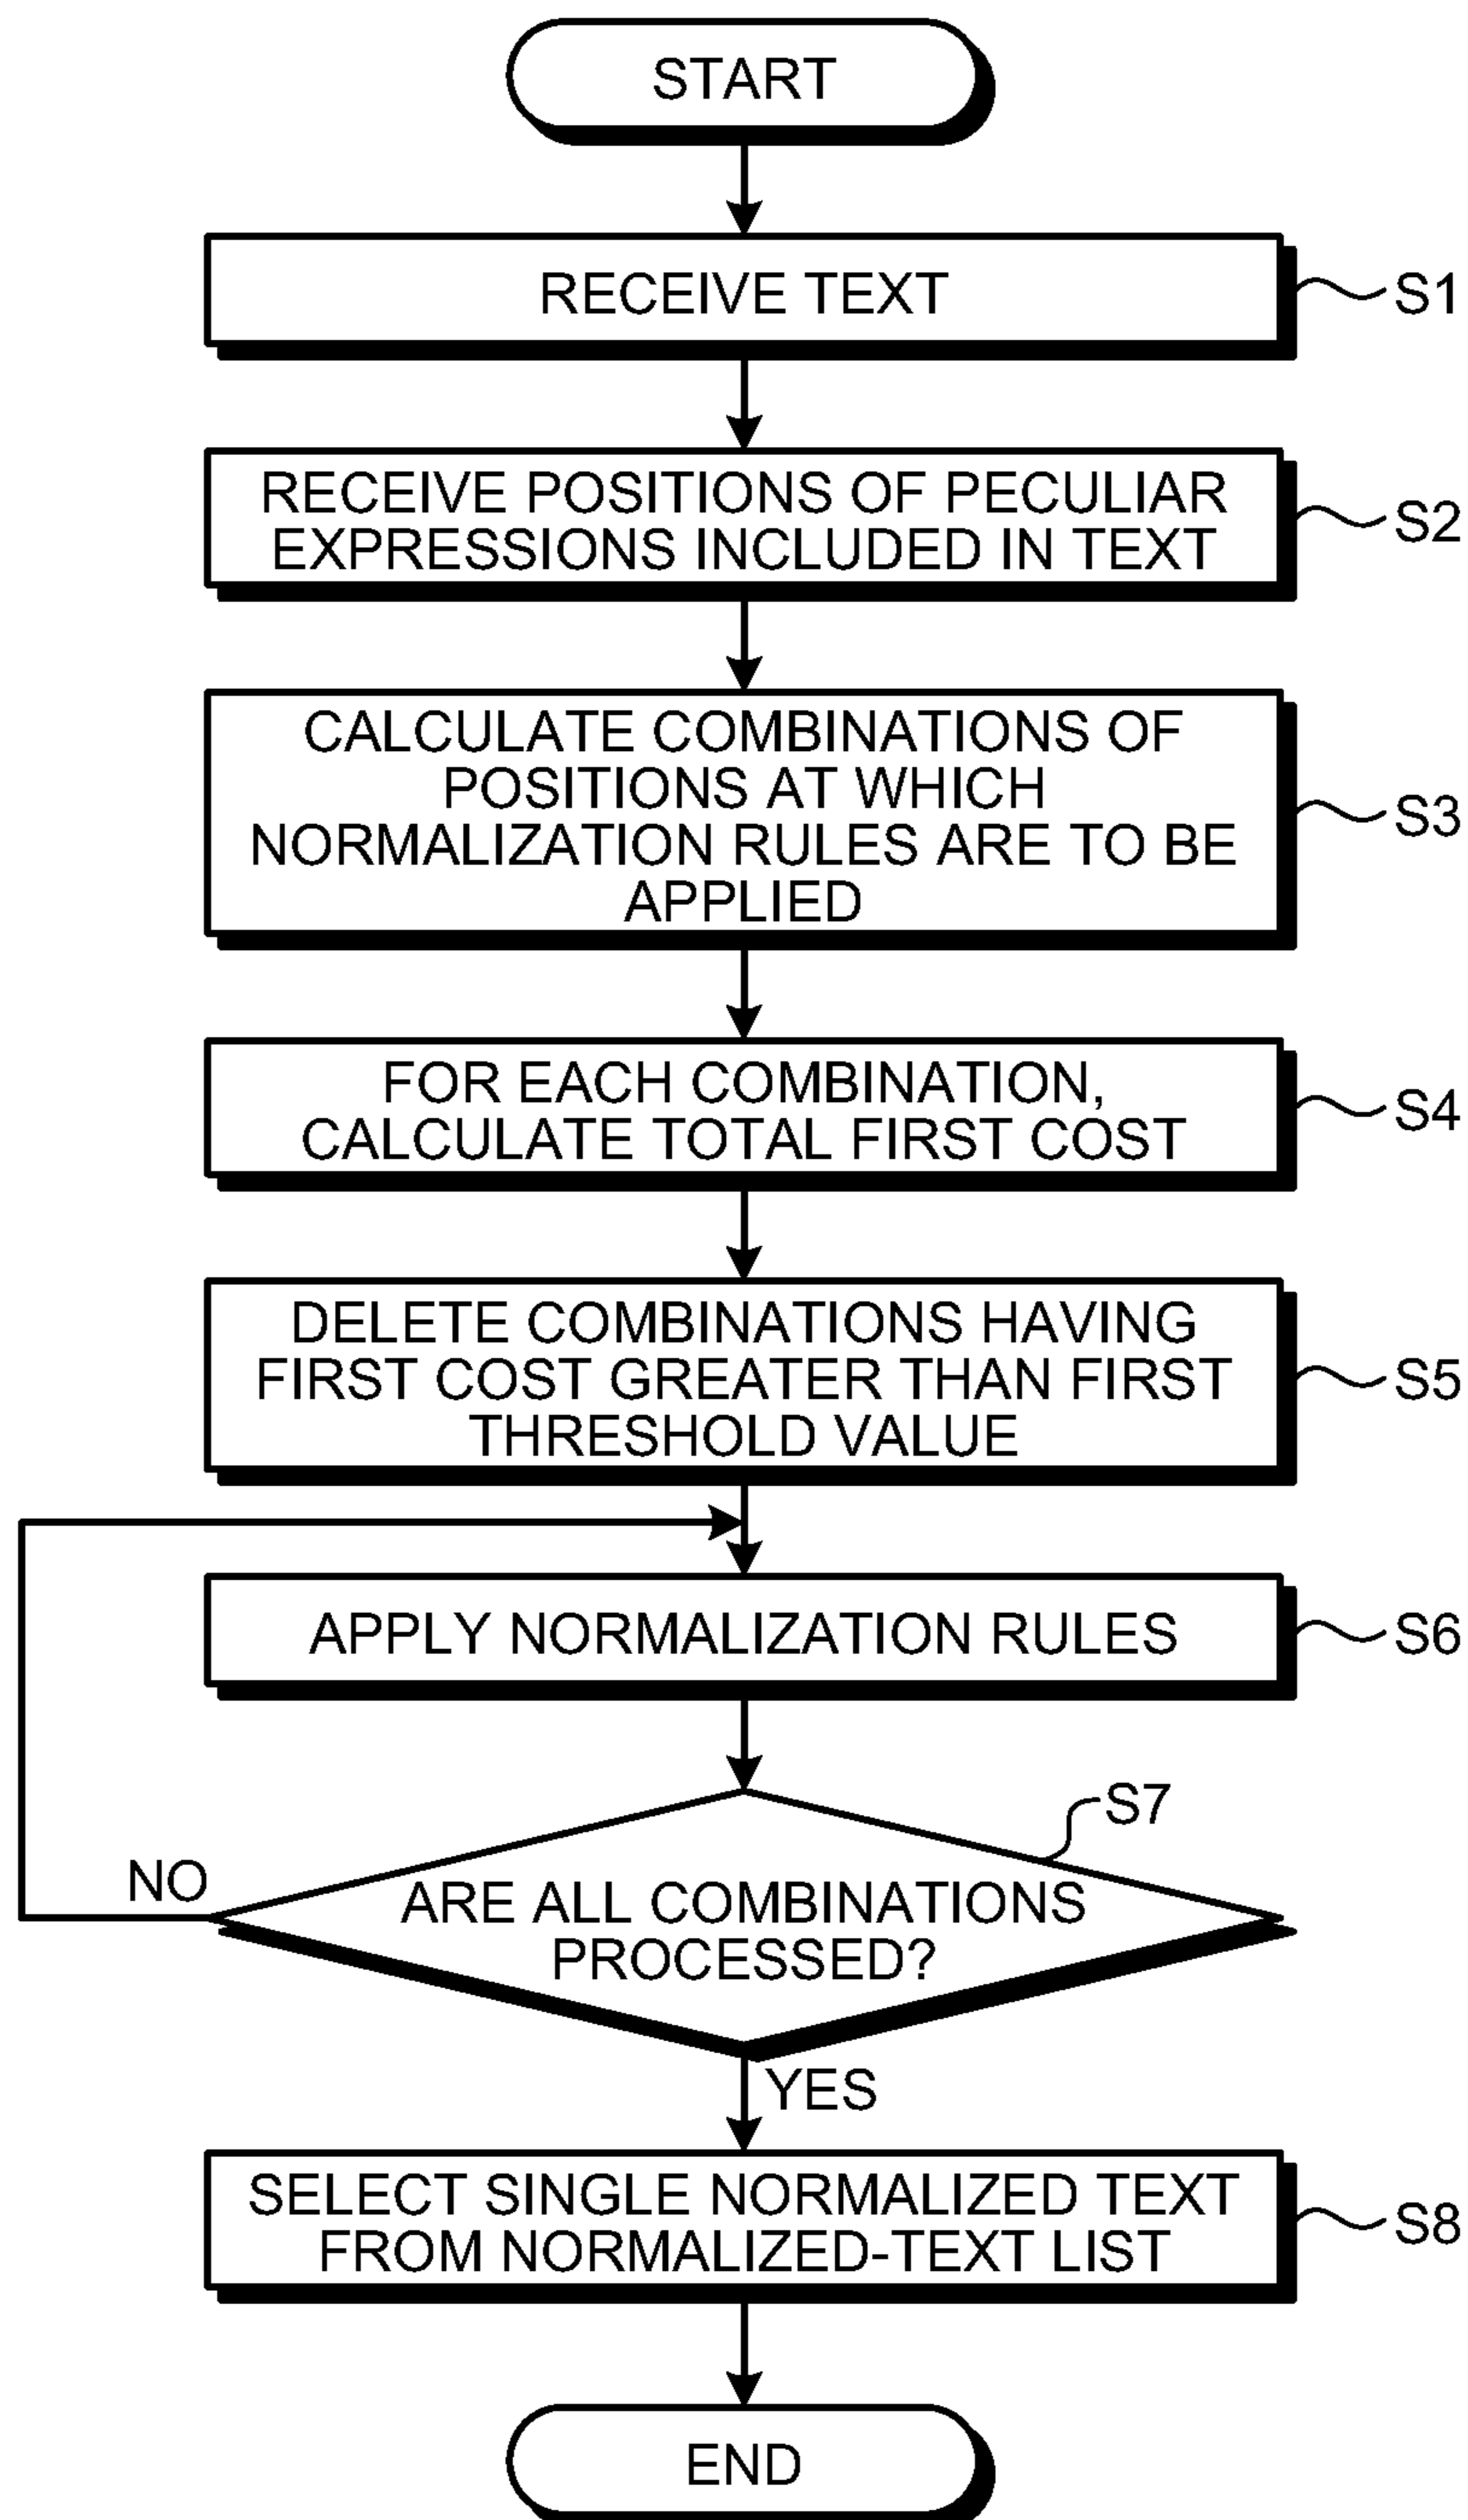 START
RECEIVE TEXT
S1
RECEIVE POSITIONS OF PECULIAR
EXPRESSIONS INCLUDED IN TEXT
S2
CALCULATE COMBINATIONS OF
POSITIONS AT WHICH
NORMALIZATION RULES ARE TO BE
APPLIED
S3
FOR EACH COMBINATION,
CALCULATE TOTAL FIRST COST
S4
DELETE COMBINATIONS HAVING
FIRST COST GREATER THAN FIRST
THRESHOLD VALUE
S5
APPLY NORMALIZATION RULES
S6
S7
NO
ARE ALL COMBINATIONS
PROCESSED?
YES
SELECT SINGLE NORMALIZED TEXT
FROM NORMALIZED-TEXT LIST
S8
END